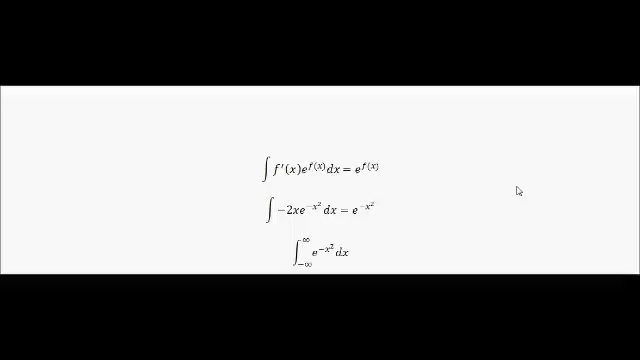 ∫ f′(x)e^{f(x)}dx = e^{f(x)}
∫ −2xe^{−x²} dx = e^{−x²}
∫_{−∞}^{∞} e^{−x²} dx